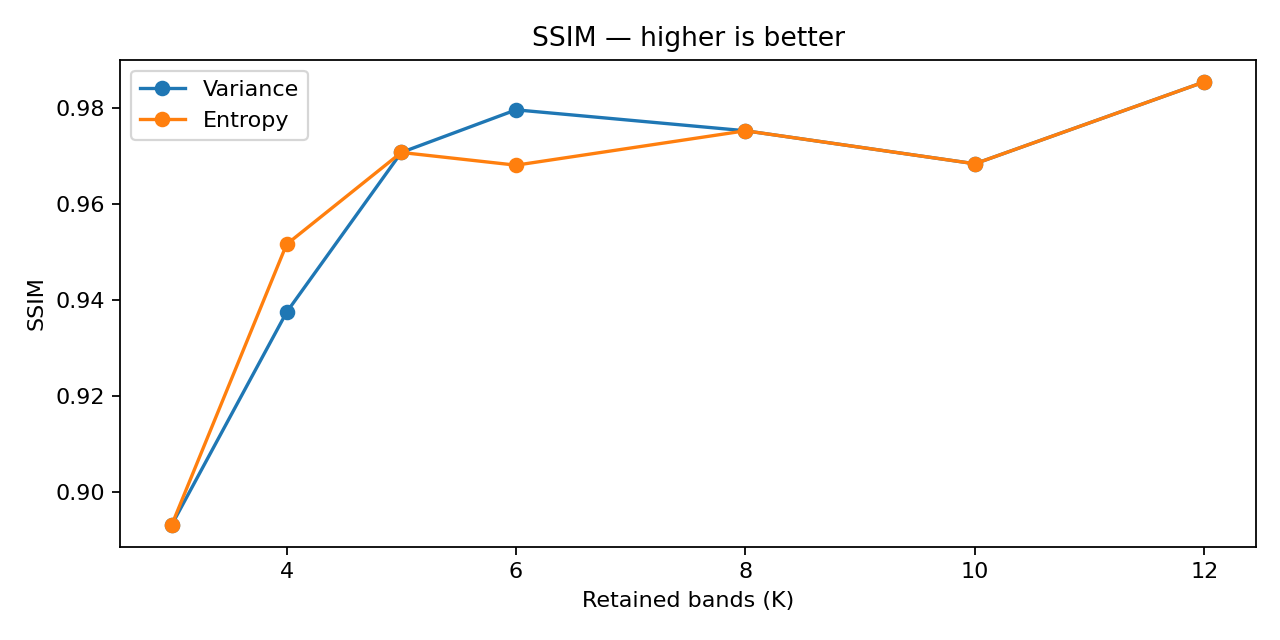 SSIM — higher is better
Variance
Entropy
0.98
0.96
0.94
0.92
0.90
SSIM
4 6 8 10 12
Retained bands (K)